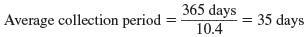 Average collection period = 365 days / 10.4 = 35 days